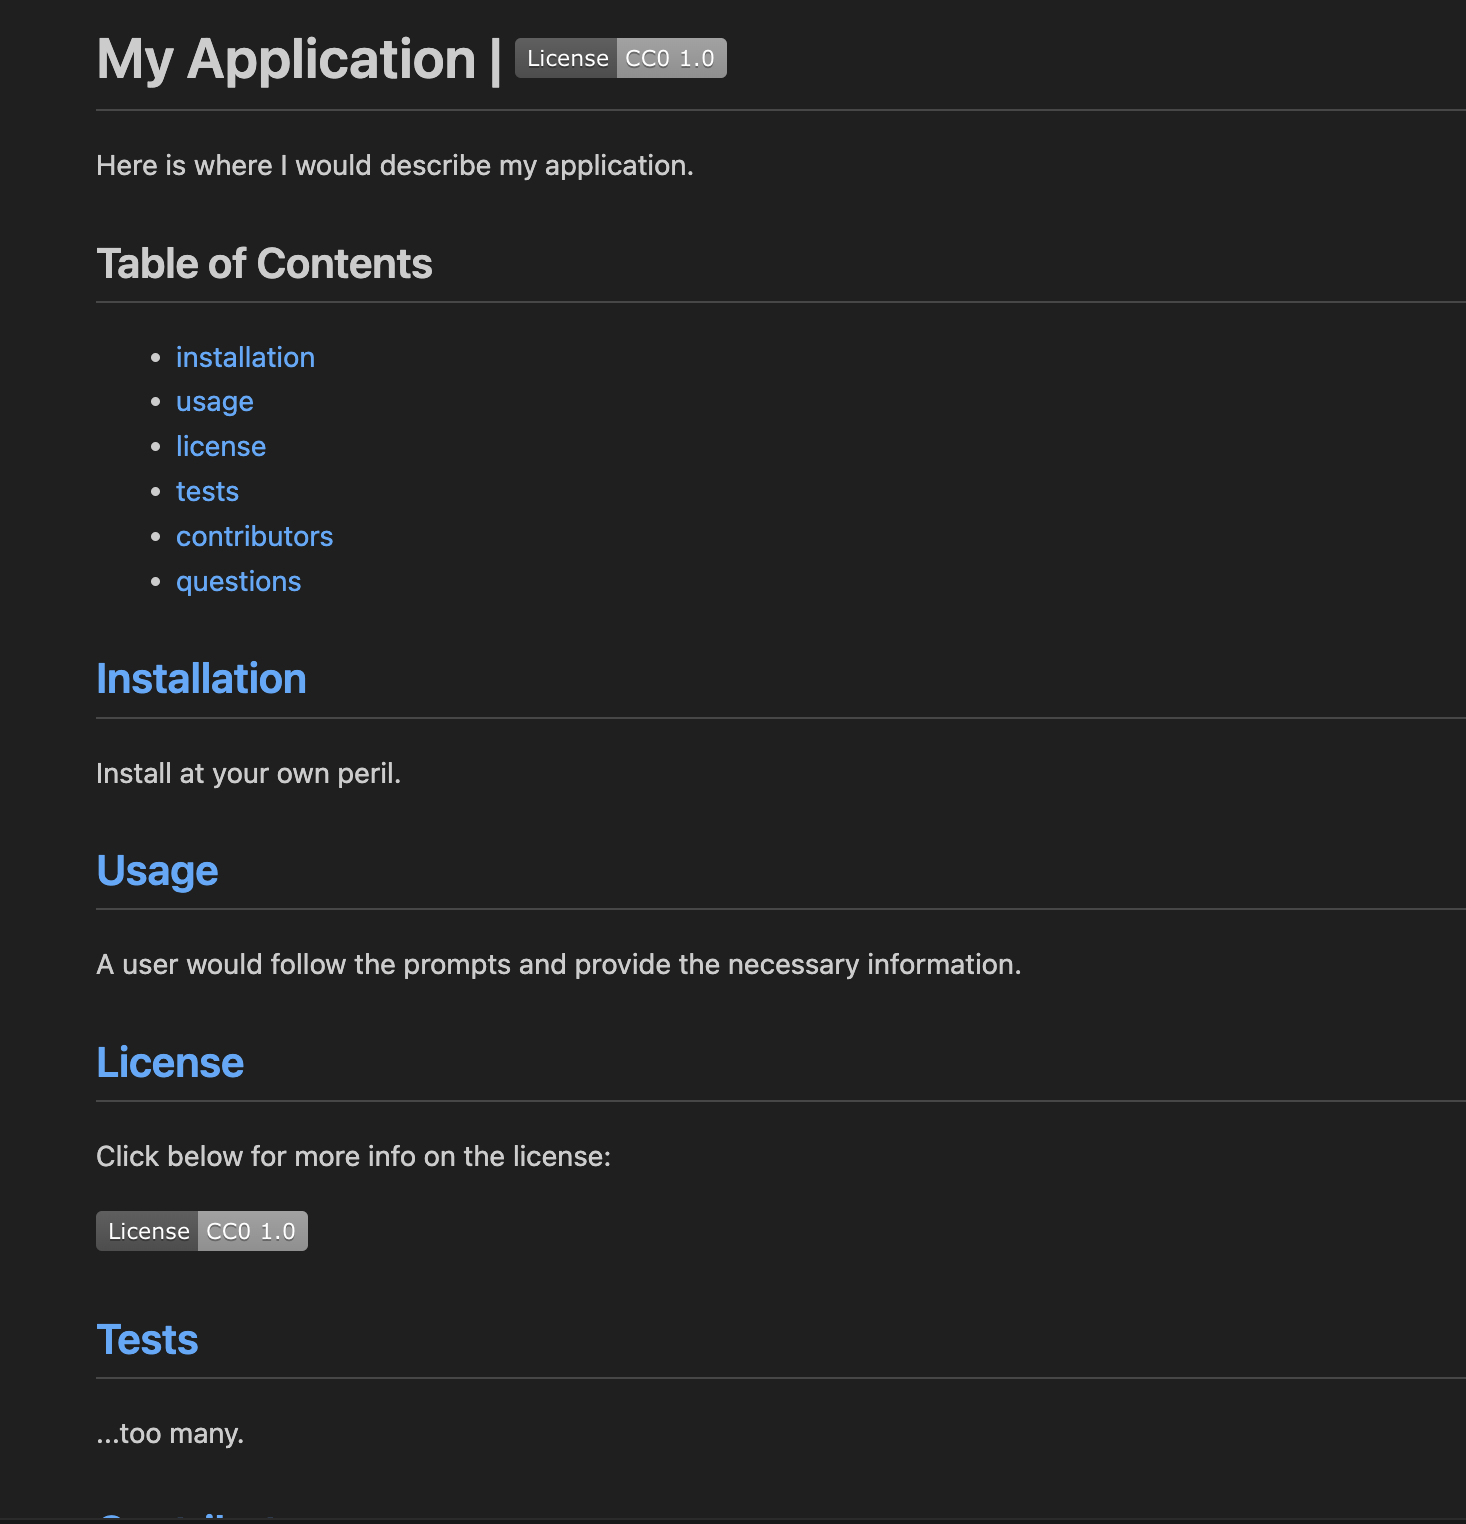 My Application | License CC0 1.0
Here is where I would describe my application.
Table of Contents
installation
usage
license
tests
contributors
questions
Installation
Install at your own peril.
Usage
A user would follow the prompts and provide the necessary information.
License
Click below for more info on the license:
License CC0 1.0
Tests
...too many.